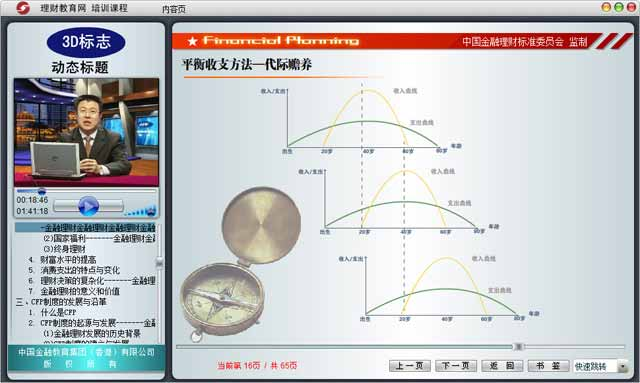 理财教育网 培训课程
内容页
3D标志
动态标题
00:18:46
01:41:18
-金融理财金融理财金融理财金融
(2)国家福利-------金融理财金融
(3)终身理财
4. 财富水平的提高
5. 消费支出的特点与变化
6. 理财决策的复杂化-------金融理
7. 金融理财的意义和价值
三、CFP制度的发展与沿革
1. 什么是CFP
2. CFP制度的起源与发展-------金融
(1)金融理财发展的历史背景
中国金融教育集团（香港）有限公司
版 权 所 有
Financial Planning
中国金融理财标准委员会 监制
平衡收支方法—代际赡养
收入/支出
收入曲线
支出曲线
年龄
出生 20岁 40岁 60岁 80岁
收入/支出
收入曲线
支出曲线
年龄
出生 20岁 40岁 60岁 80岁
收入/支出
收入曲线
支出曲线
年龄
出生 20岁 40岁 60岁 80岁
当前第 16页 / 共 65页
上一页
下一页
返 回
书 签
快速跳转